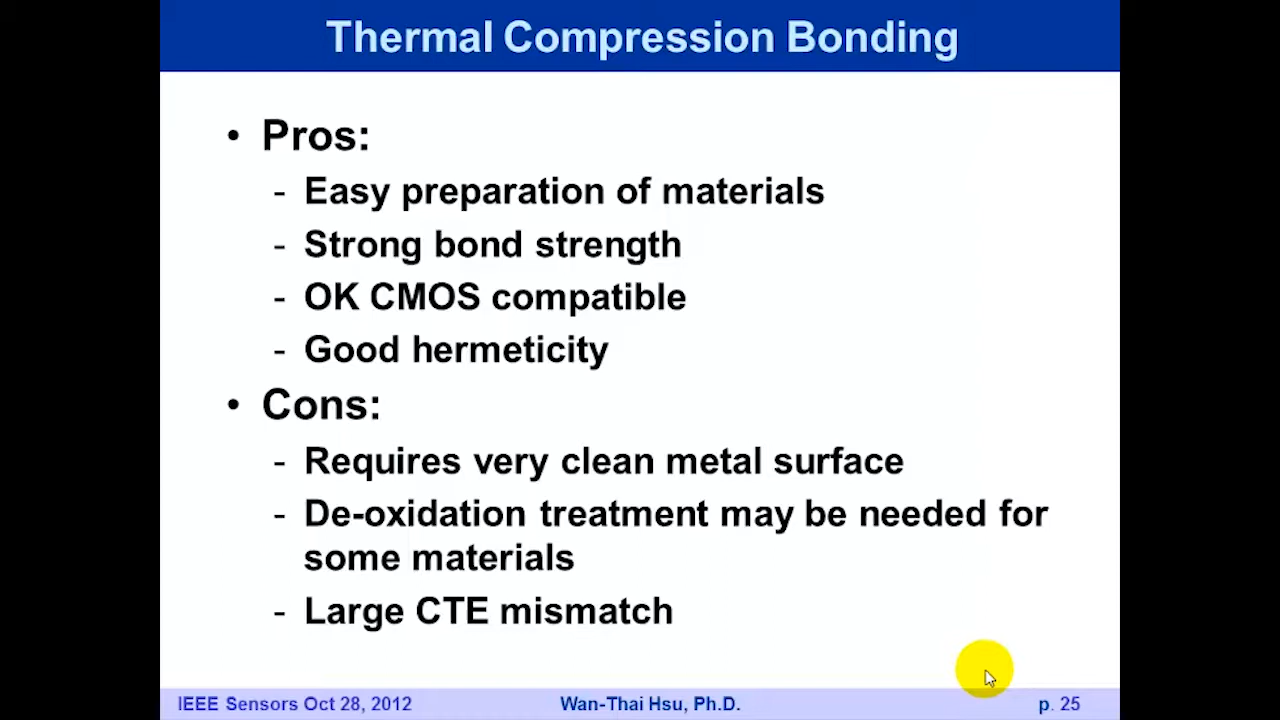 Thermal Compression Bonding
• Pros:
- Easy preparation of materials
- Strong bond strength
- OK CMOS compatible
- Good hermeticity
• Cons:
- Requires very clean metal surface
- De-oxidation treatment may be needed for
some materials
- Large CTE mismatch
IEEE Sensors Oct 28, 2012 Wan-Thai Hsu, Ph.D. p. 25